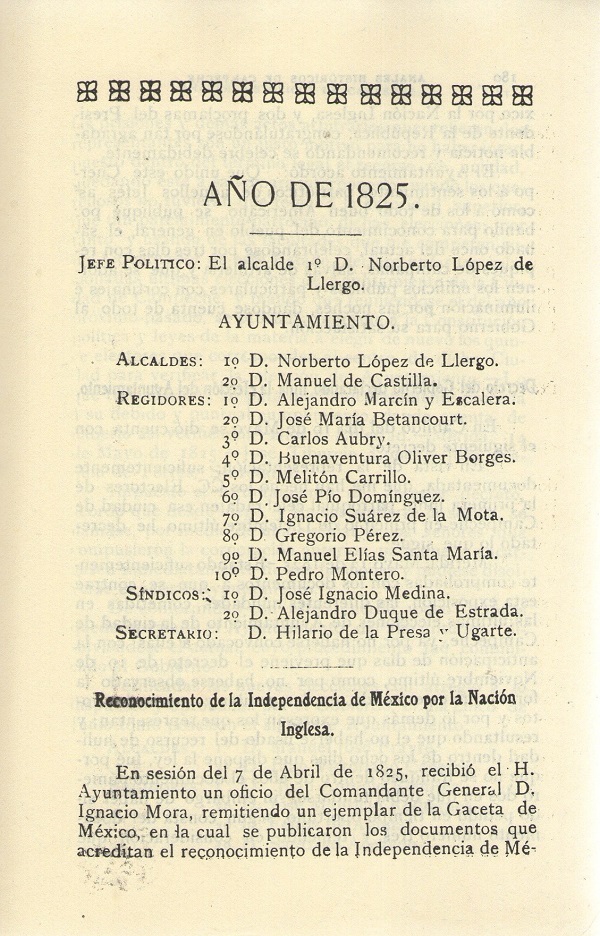 AÑO DE 1825.
JEFE POLITICO: El alcalde 1º D. Norberto López de
Llergo.
AYUNTAMIENTO.
ALCALDES: 1º D. Norberto López de Llergo.
2º D. Manuel de Castilla.
REGIDORES: 1º D. Alejandro Marcín y Escalera.
2º D. José María Betancourt.
3º D. Carlos Aubry.
4º D. Buenaventura Oliver Borges.
5º D. Melitón Carrillo.
6º D. José Pío Domínguez.
7º D. Ignacio Suárez de la Mota.
8º D. Gregorio Pérez.
9º D. Manuel Elías Santa María.
10º D. Pedro Montero.
SÍNDICOS: 1º D. José Ignacio Medina.
2º D. Alejandro Duque de Estrada.
SECRETARIO: D. Hilario de la Presa y Ugarte.
Reconocimiento de la Independencia de México por la Nación
Inglesa.
En sesión del 7 de Abril de 1825, recibió el H.
Ayuntamiento un oficio del Comandante General D.
Ignacio Mora, remitiendo un ejemplar de la Gaceta de
México, en la cual se publicaron los documentos que
acreditan el reconocimiento de la Independencia de Mé-